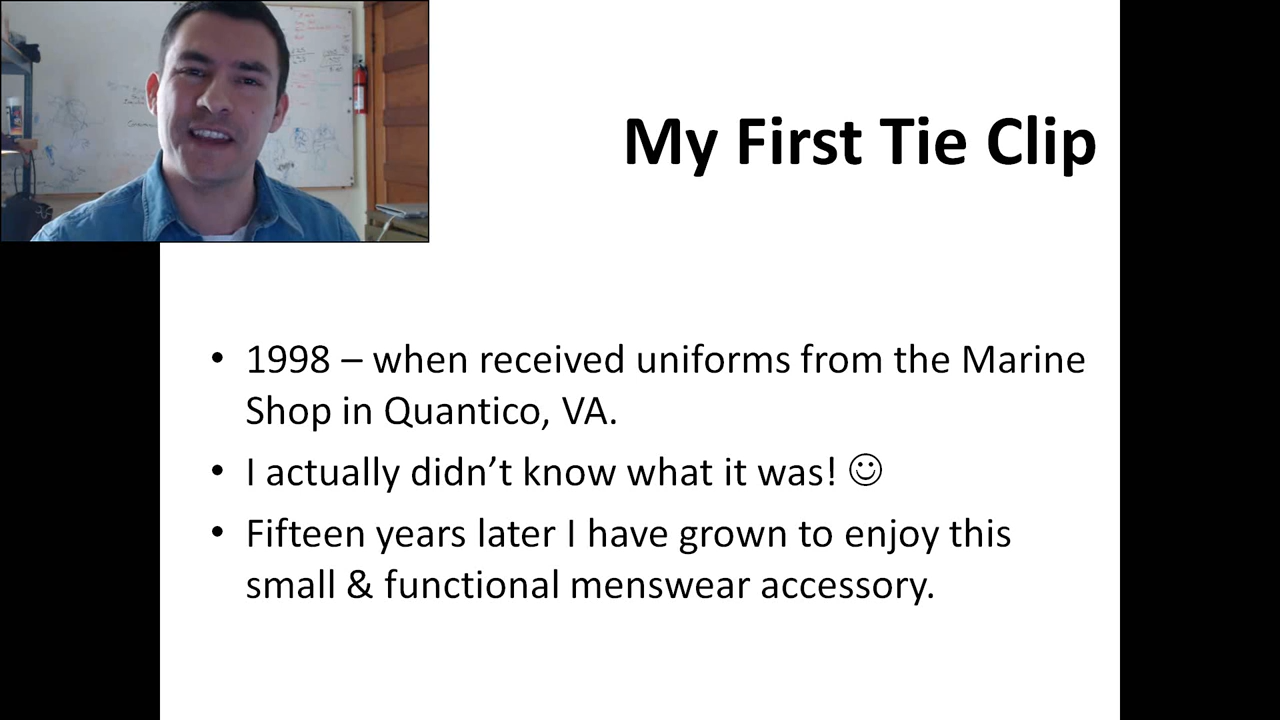 My First Tie Clip
• 1998 – when received uniforms from the Marine
Shop in Quantico, VA.
• I actually didn’t know what it was! ☺
• Fifteen years later I have grown to enjoy this
small & functional menswear accessory.